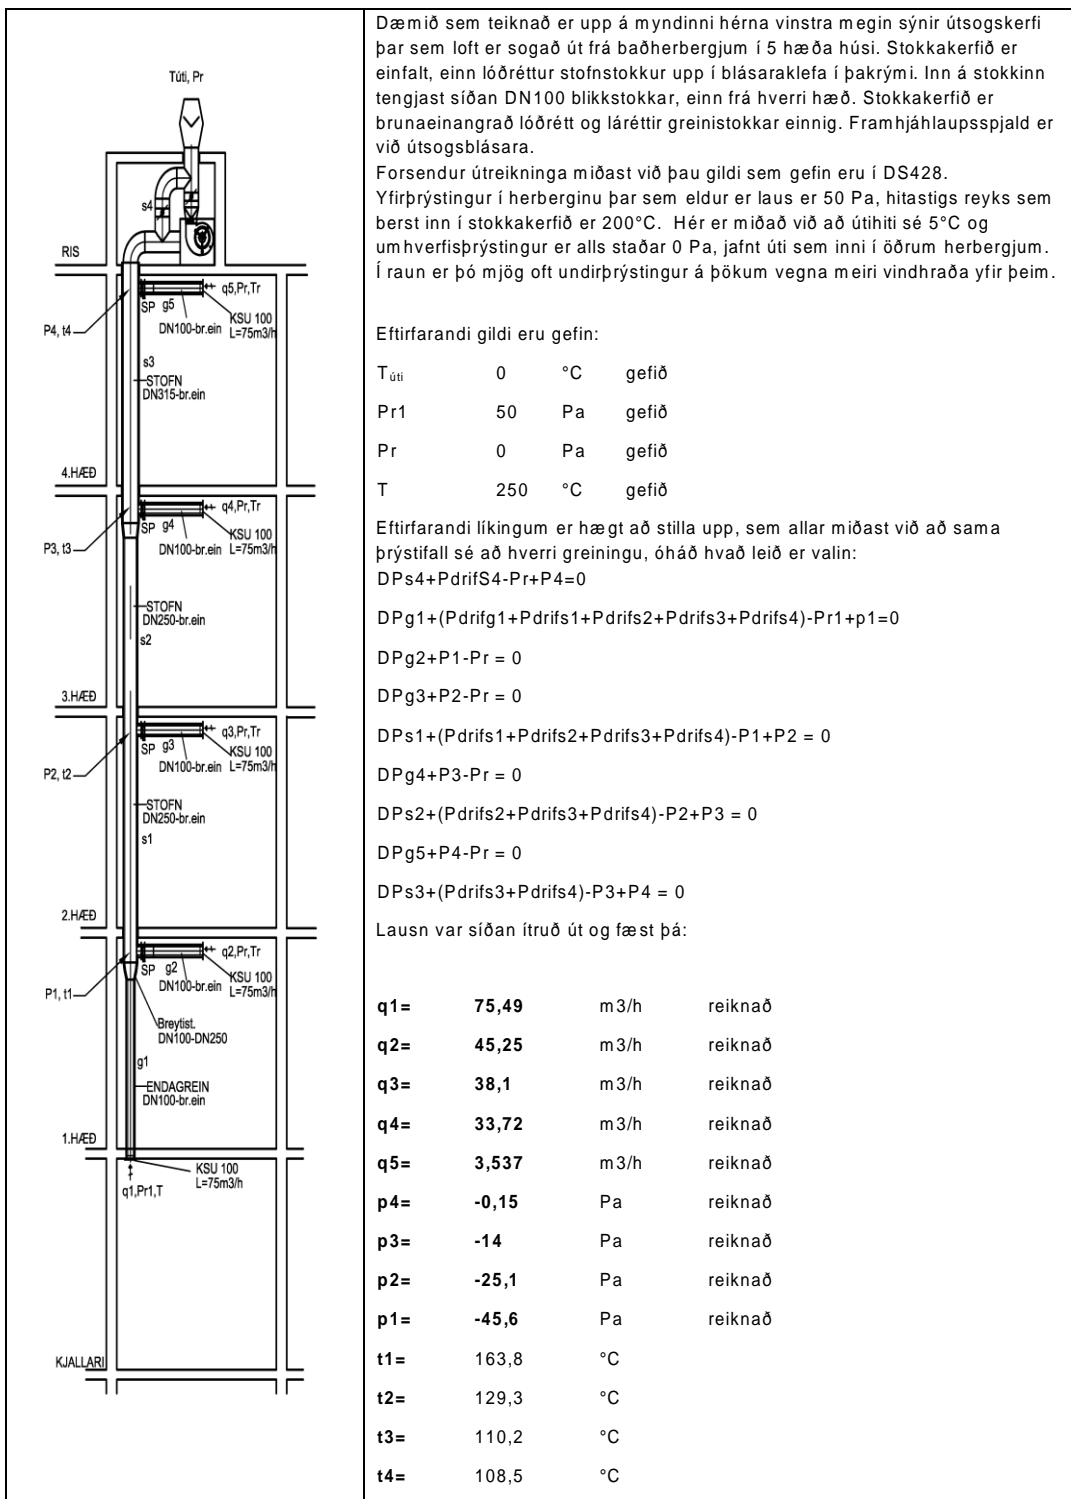 Túti, Pr
s4
RIS
SP g5
q5,Pr,Tr
KSU 100
DN100-br.ein L=75m3/h
P4, t4
s3
STOFN
DN315-br.ein
4.HÆÐ
SP g4
q4,Pr,Tr
KSU 100
DN100-br.ein L=75m3/h
P3, t3
STOFN
DN250-br.ein
s2
3.HÆÐ
SP g3
q3,Pr,Tr
KSU 100
DN100-br.ein L=75m3/h
P2, t2
STOFN
DN250-br.ein
s1
2.HÆÐ
SP g2
q2,Pr,Tr
KSU 100
DN100-br.ein L=75m3/h
P1, t1
Breytist.
DN100-DN250
g1
ENDAGREIN
DN100-br.ein
1.HÆÐ
KSU 100
L=75m3/h
q1,Pr1,T
KJALLARI
Dæmið sem teiknað er upp á myndinni hérna vinstra megin sýnir útsogskerfi
þar sem loft er sogað út frá baðherbergjum í 5 hæða húsi. Stokkakerfið er
einfalt, einn lóðréttur stofnstokkur upp í blásaraklefa í þakrými. Inn á stokkinn
tengjast síðan DN100 blikkstokkar, einn frá hverri hæð. Stokkakerfið er
brunaeinangrað lóðrétt og láréttir greinistokkar einnig. Framhjáhlaupsspjald er
við útsogsblásara.
Forsendur útreikninga miðast við þau gildi sem gefin eru í DS428.
Yfirþrýstingur í herberginu þar sem eldur er laus er 50 Pa, hitastigs reyks sem
berst inn í stokkakerfið er 200°C. Hér er miðað við að útihiti sé 5°C og
umhverfisþrýstingur er alls staðar 0 Pa, jafnt úti sem inni í öðrum herbergjum.
Í raun er þó mjög oft undirþrýstingur á þökum vegna meiri vindhraða yfir þeim.
Eftirfarandi gildi eru gefin:
Túti 0 °C gefið
Pr1 50 Pa gefið
Pr 0 Pa gefið
T 250 °C gefið
Eftirfarandi líkingum er hægt að stilla upp, sem allar miðast við að sama
þrýstifall sé að hverri greiningu, óháð hvað leið er valin:
DPs4+PdrifS4-Pr+P4=0
DPg1+(Pdrifg1+Pdrifs1+Pdrifs2+Pdrifs3+Pdrifs4)-Pr1+p1=0
DPg2+P1-Pr = 0
DPg3+P2-Pr = 0
DPs1+(Pdrifs1+Pdrifs2+Pdrifs3+Pdrifs4)-P1+P2 = 0
DPg4+P3-Pr = 0
DPs2+(Pdrifs2+Pdrifs3+Pdrifs4)-P2+P3 = 0
DPg5+P4-Pr = 0
DPs3+(Pdrifs3+Pdrifs4)-P3+P4 = 0
Lausn var síðan ítruð út og fæst þá:
q1= 75,49 m3/h reiknað
q2= 45,25 m3/h reiknað
q3= 38,1 m3/h reiknað
q4= 33,72 m3/h reiknað
q5= 3,537 m3/h reiknað
p4= -0,15 Pa reiknað
p3= -14 Pa reiknað
p2= -25,1 Pa reiknað
p1= -45,6 Pa reiknað
t1= 163,8 °C
t2= 129,3 °C
t3= 110,2 °C
t4= 108,5 °C